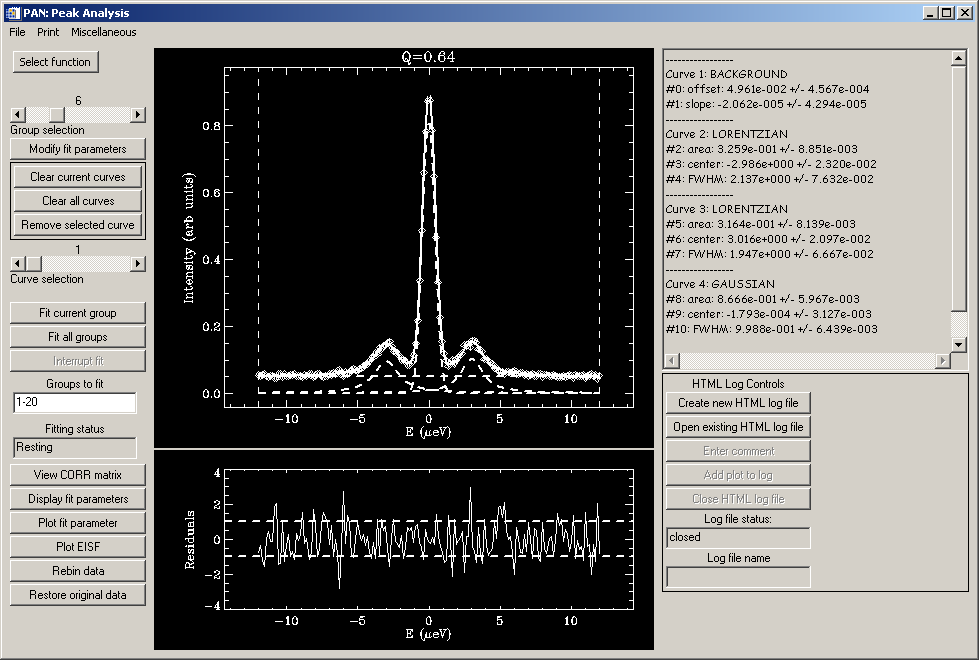 PAN: Peak Analysis
File Print Miscellaneous
Select function
6
Group selection
Modify fit parameters
Clear current curves
Clear all curves
Remove selected curve
1
Curve selection
Fit current group
Fit all groups
Interrupt fit
Groups to fit
1-20
Fitting status
Resting
View CORR matrix
Display fit parameters
Plot fit parameter
Plot EISF
Rebin data
Restore original data
Q=0.64
Intensity (arb units)
0.8
0.6
0.4
0.2
0.0
-10 -5 0 5 10
E (μeV)
Residuals
4
2
0
-2
-4
-10 -5 0 5 10
E (μeV)
----------------
Curve 1: BACKGROUND
#0: offset: 4.961e-002 +/- 4.567e-004
#1: slope: -2.062e-005 +/- 4.294e-005
----------------
Curve 2: LORENTZIAN
#2: area: 3.259e-001 +/- 8.851e-003
#3: center: -2.986e+000 +/- 2.320e-002
#4: FWHM: 2.137e+000 +/- 7.632e-002
----------------
Curve 3: LORENTZIAN
#5: area: 3.164e-001 +/- 8.139e-003
#6: center: 3.016e+000 +/- 2.097e-002
#7: FWHM: 1.947e+000 +/- 6.667e-002
----------------
Curve 4: GAUSSIAN
#8: area: 8.666e-001 +/- 5.967e-003
#9: center: -1.793e-004 +/- 3.127e-003
#10: FWHM: 9.988e-001 +/- 6.439e-003
HTML Log Controls
Create new HTML log file
Open existing HTML log file
Enter comment
Add plot to log
Close HTML log file
Log file status:
closed
Log file name